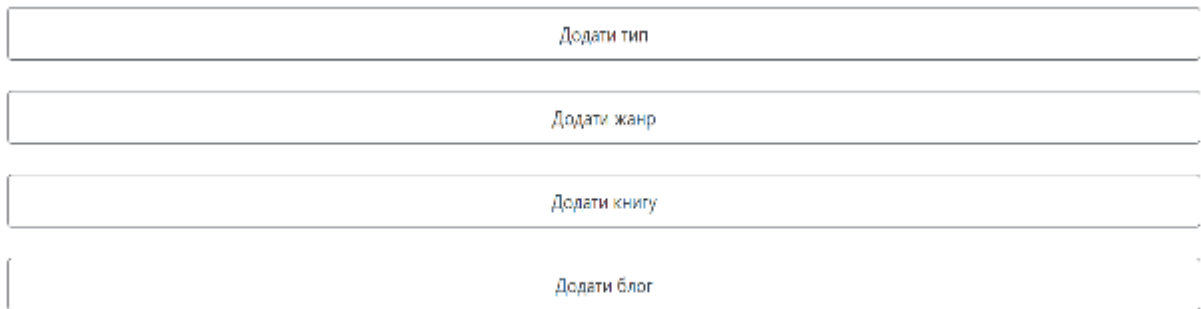 Додати тип
Додати жанр
Додати книгу
Додати блог